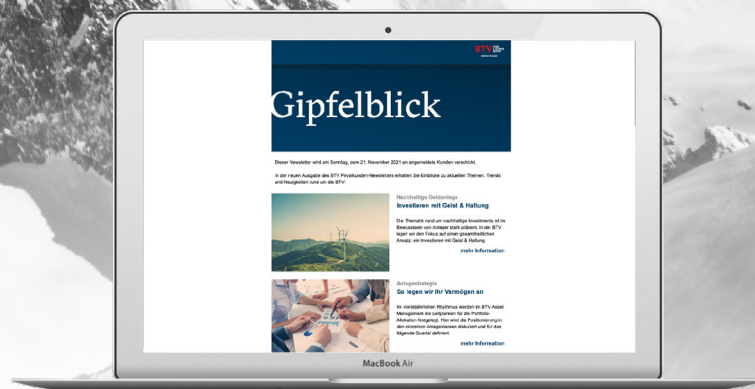 BTV
Gipfelblick
Dieser Newsletter wird am Sonntag, dem 21. November 2021 an angemeldete Kunden verschickt.
In der neuen Ausgabe des BTV Privatkunden-Newsletters erhalten Sie Einblicke zu aktuellen Themen, Trends
und Neuigkeiten rund um die BTV!
Nachhaltige Geldanlage
Investieren mit Geist & Haltung
Die Thematik rund um nachhaltige Investments ist im
Bewusstsein von Anleger stark präsent. In der BTV
legen wir den Fokus auf einen gesamtheitlichen
Ansatz: ein Investieren mit Geist & Haltung.
mehr Information
Anlagestrategie
So legen wir Ihr Vermögen an
Im vierteljährlichen Rhythmus werden im BTV Asset
Management die Leitplanken für die Portfolio-
Allokation festgelegt. Hier wird die Positionierung in
den einzelnen Anlageklassen diskutiert und für das
folgende Quartal definiert.
mehr Information
MacBook Air